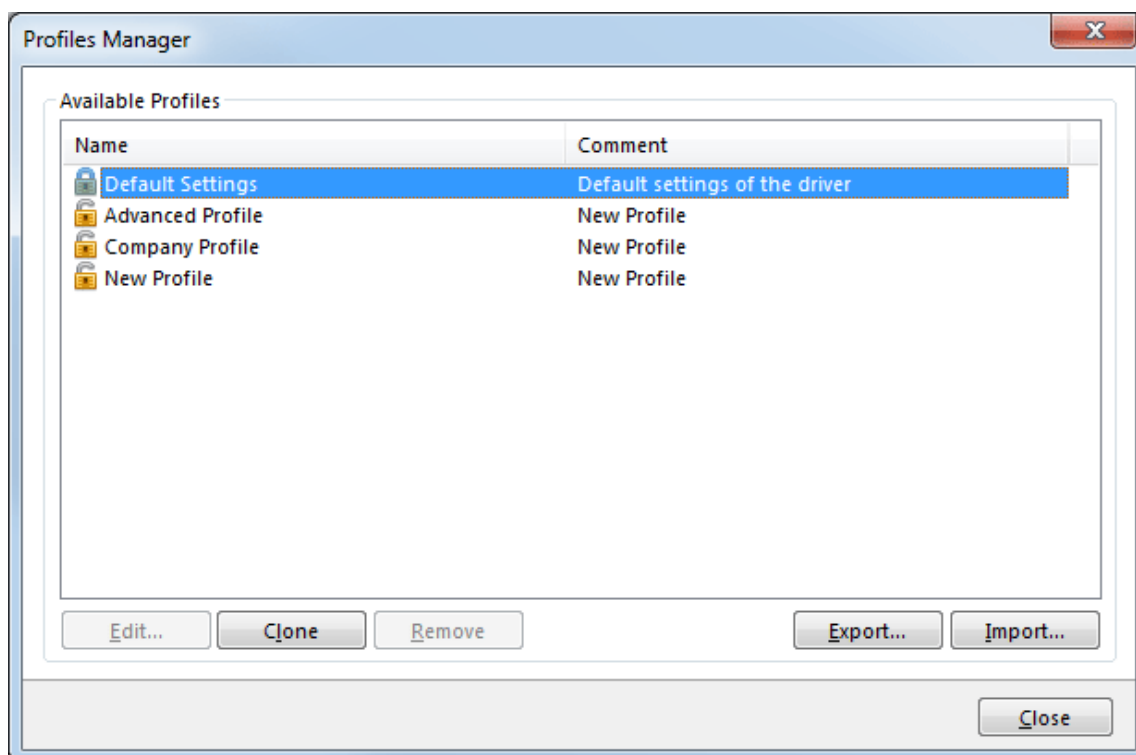 Profiles Manager
Available Profiles
Name Comment
Default Settings Default settings of the driver
Advanced Profile New Profile
Company Profile New Profile
New Profile New Profile
Edit... Clone Remove Export... Import...
Close